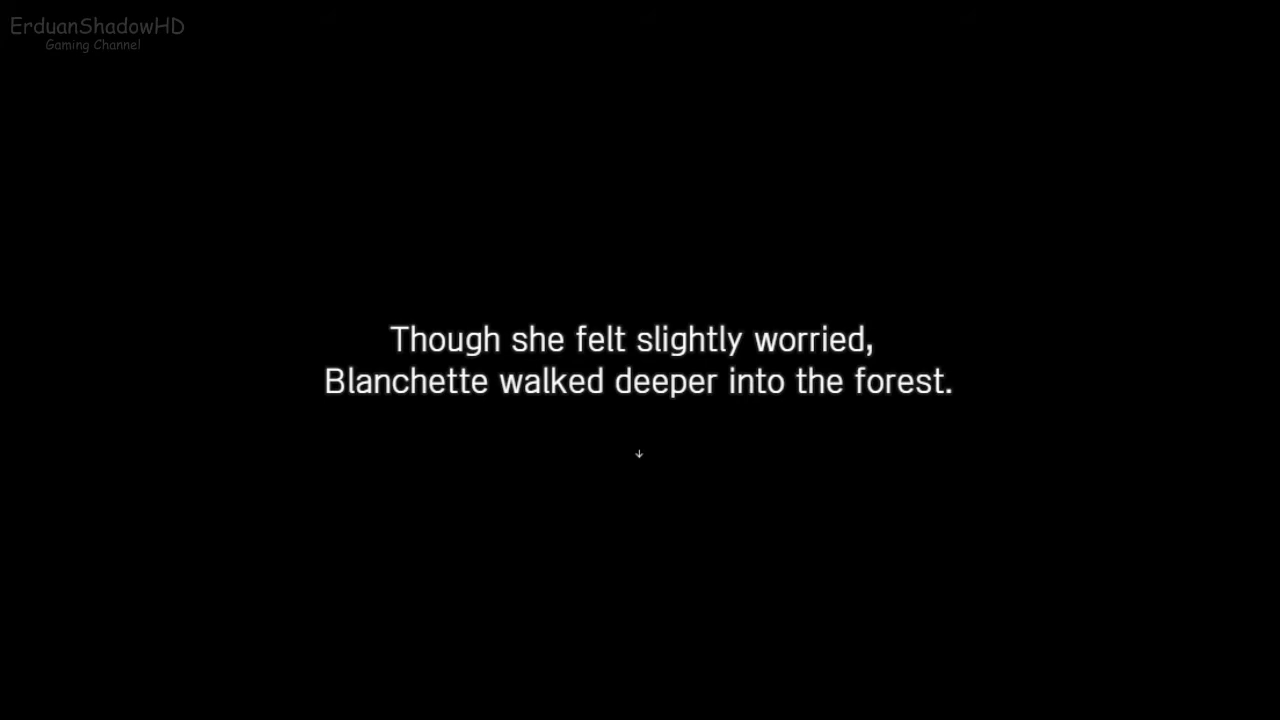 ErduanShadowHD
Gaming Channel
Though she felt slightly worried,
Blanchette walked deeper into the forest.